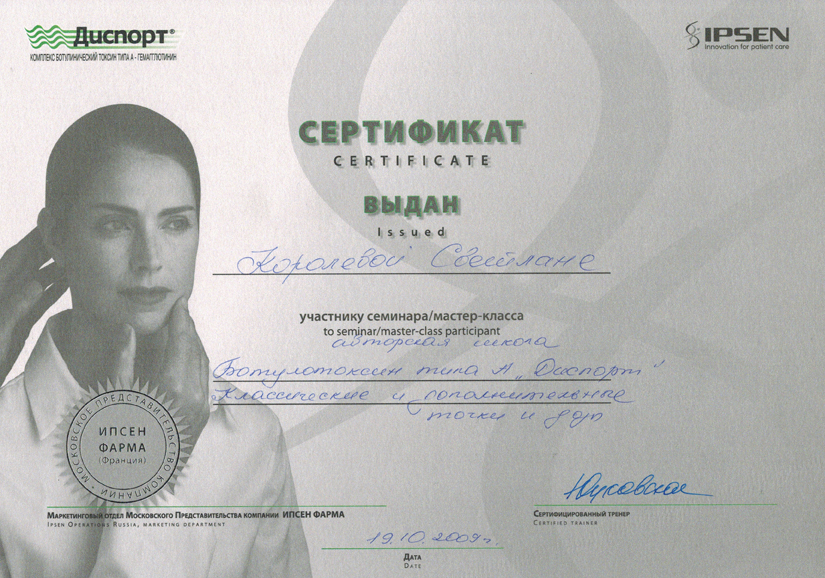 Диспорт®
КОМПЛЕКС БОТУЛИНИЧЕСКИЙ ТОКСИН ТИПА А - ГЕМАГГЛЮТИНИН
IPSEN
Innovation for patient care
СЕРТИФИКАТ
CERTIFICATE
ВЫДАН
Issued
Королевой Светлане
участнику семинара/мастер-класса
to seminar/master-class participant
авторская школа
Ботулотоксин типа А „Диспорт"
Классические и дополнительные
точки и
МОСКОВСКОЕ ПРЕДСТАВИТЕЛЬСТВО КОМПАНИИ
ИПСЕН
ФАРМА
(Франция)
Маркетинговый отдел Московского Представительства компании ИПСЕН ФАРМА
Ipsen Operations Russia, marketing department
Сертифицированный тренер
Certified trainer
19.10.2009г.
Дата
Date